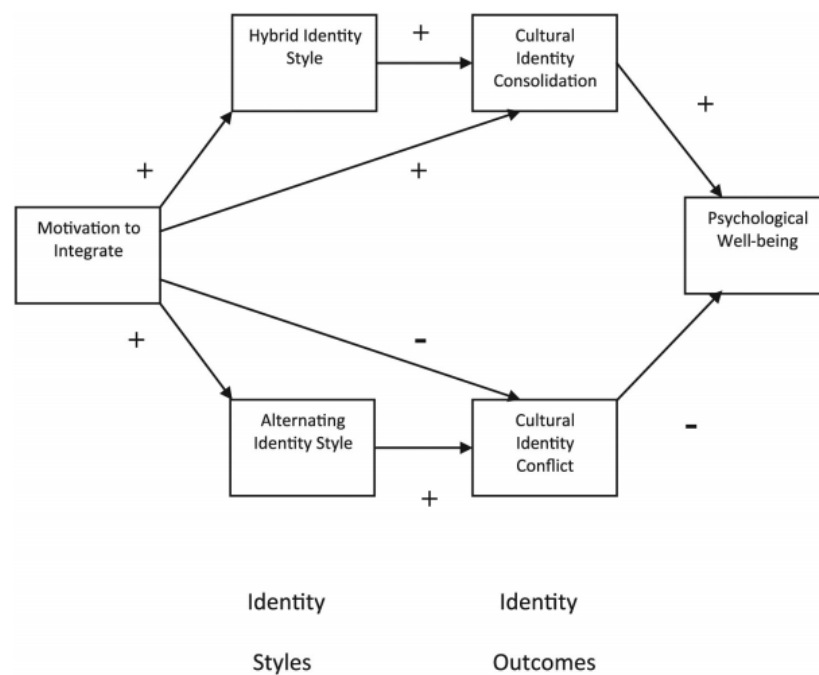 Hybrid Identity
Style
+
Cultural
Identity
Consolidation
+
+
+
Motivation to
Integrate
Psychological
Well-being
+
-
Alternating
Identity Style
Cultural
Identity
Conflict
-
+
Identity
Styles
Identity
Outcomes